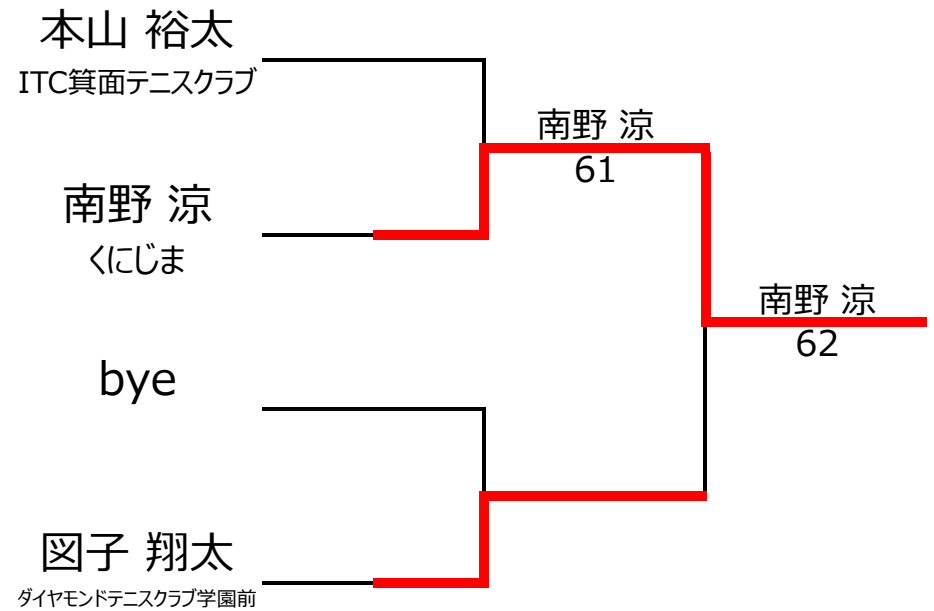 本山 裕太
ITC箕面テニスクラブ
南野 涼
61
南野 涼
くにじま
南野 涼
62
bye
図子 翔太
ダイヤモンドテニスクラブ学園前